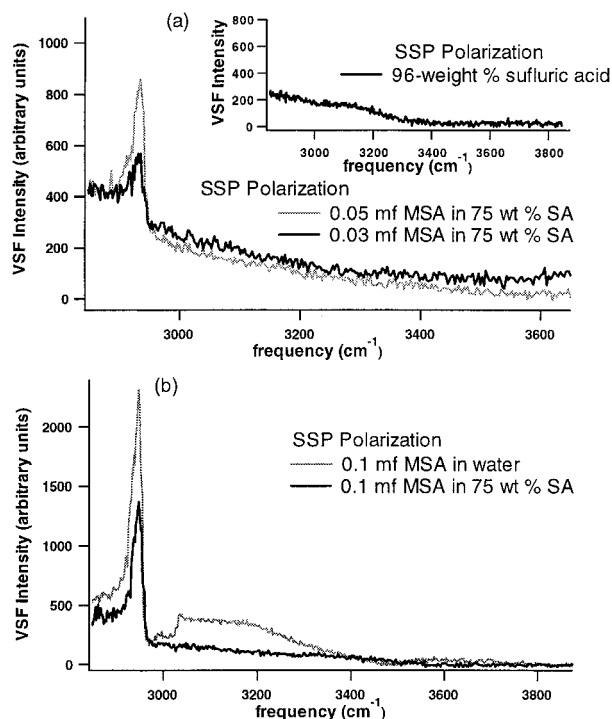 (a)
VSF Intensity (arbitrary units)
1000
800
600
400
200
0
3000
3200
3400
3600
frequency (cm-1)
SSP Polarization
0.05 mf MSA in 75 wt % SA
0.03 mf MSA in 75 wt % SA
VSF Intensity
800
600
400
200
0
3000
3200
3400
3600
3800
frequency (cm-1)
SSP Polarization
96-weight % sufluric acid
(b)
VSF Intensity (arbitrary units)
2000
1500
1000
500
0
3000
3200
3400
3600
3800
frequency (cm-1)
SSP Polarization
0.1 mf MSA in water
0.1 mf MSA in 75 wt % SA